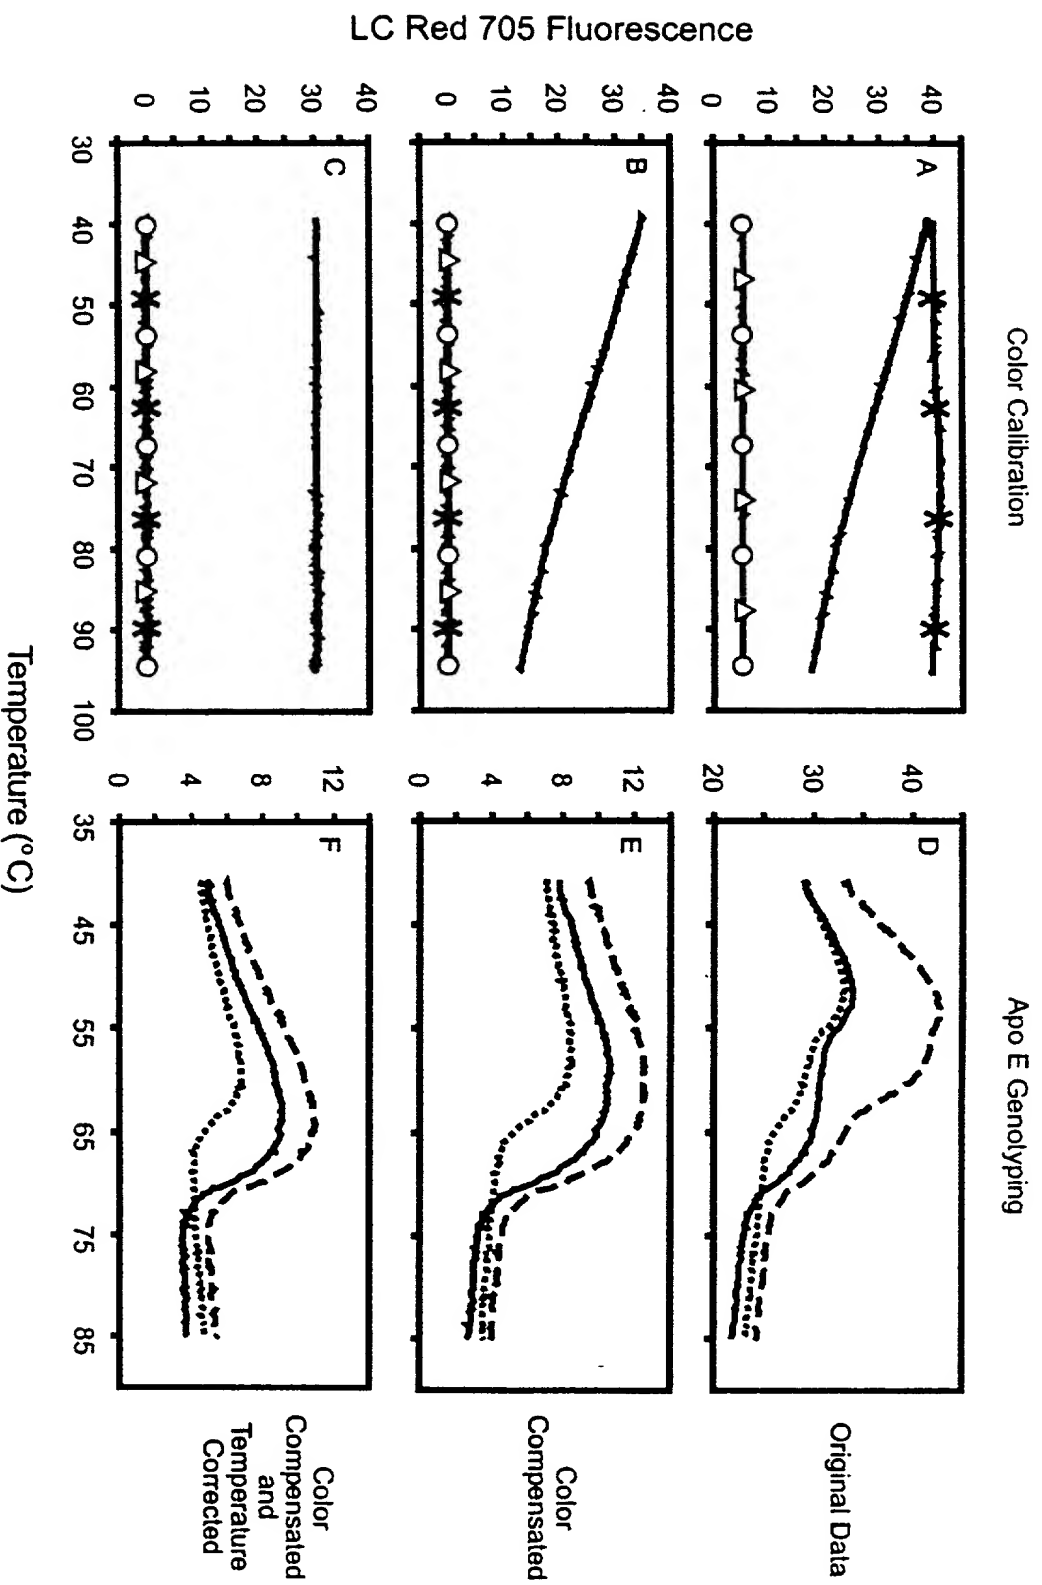 Color Calibration
Apo E Genotyping
LC Red 705 Fluorescence
A
40
30
20
10
0
D
40
30
20
Original Data
B
40
30
20
10
0
E
12
8
4
0
Color
Compensated
C
40
30
20
10
0
30 40 50 60 70 80 90 100
F
12
8
4
0
35 45 55 65 75 85
Color
Compensated
and
Temperature
Corrected
Temperature (°C)